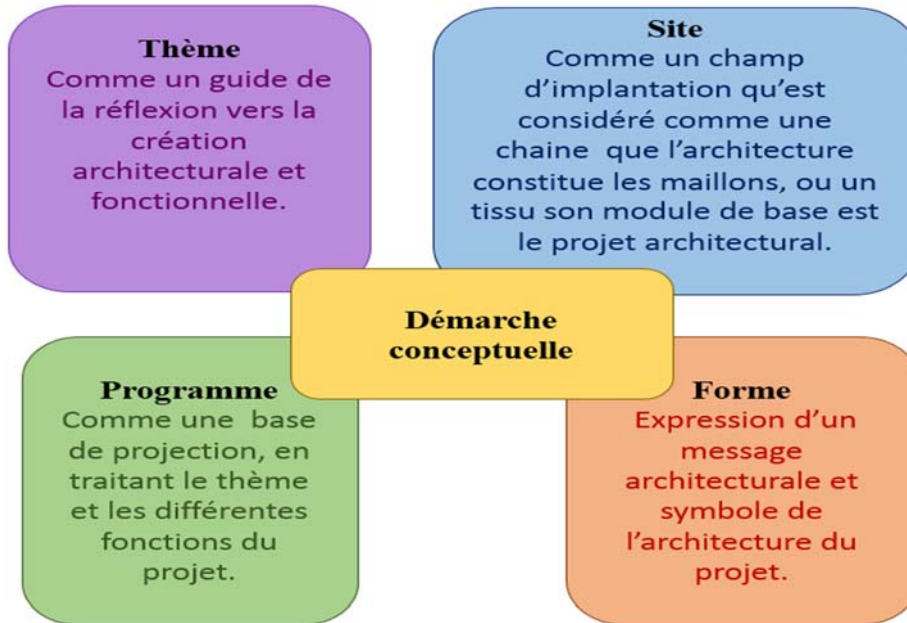 Thème
Comme un guide de
la réflexion vers la
création
architecturale et
fonctionnelle.
Site
Comme un champ
d’implantation qu’est
considéré comme une
chaine  que l’architecture
constitue les maillons, ou un
tissu son module de base est
le projet architectural.
Démarche
conceptuelle
Programme
Comme une  base
de projection, en
traitant le thème
et les différentes
fonctions du
projet.
Forme
Expression d’un
message
architecturale et
symbole de
l’architecture du
projet.